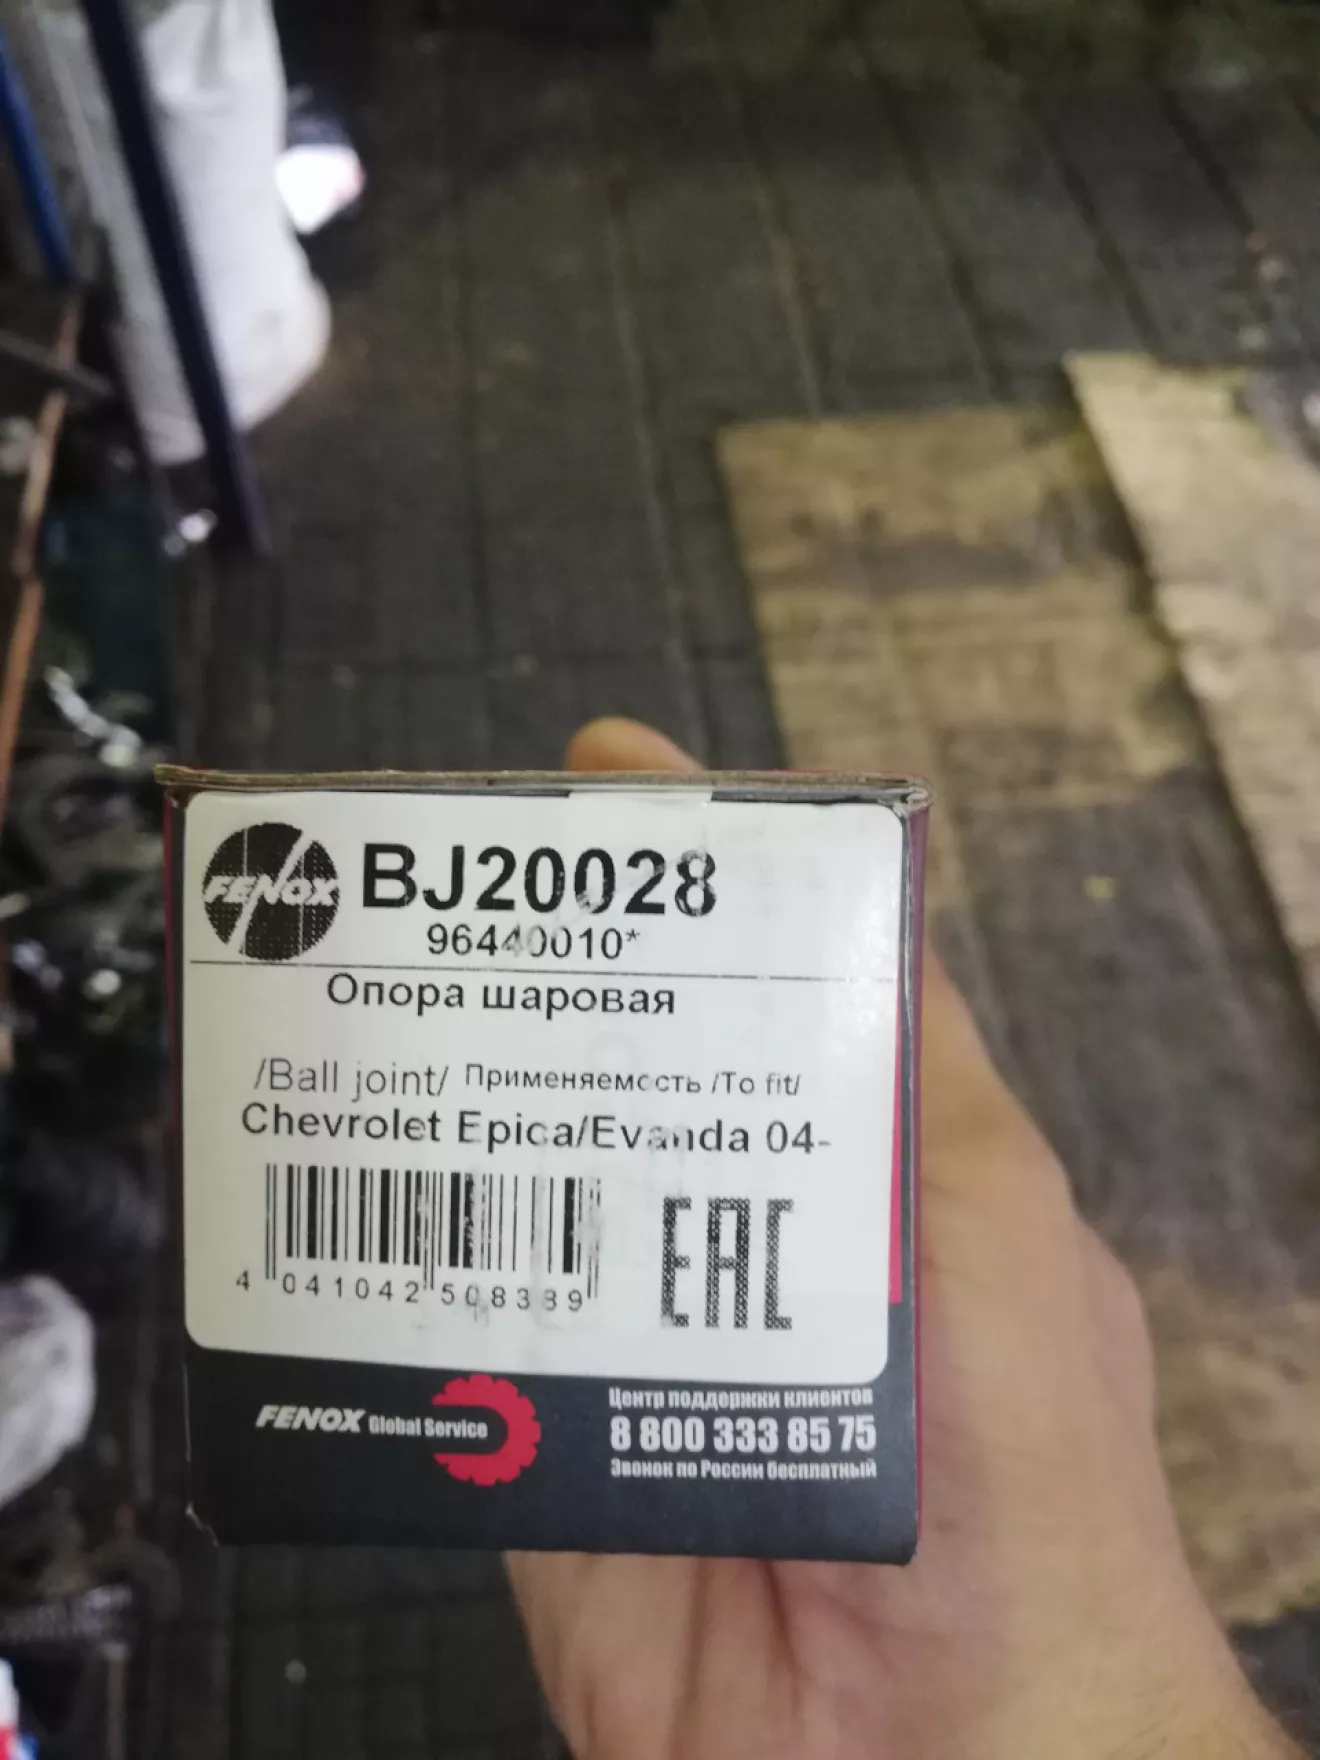 FENOX
BJ20028
96440010*
Опора шаровая
/Ball joint/ Применяемость /To fit/
Chevrolet Epica/Evanda 04-
4 041042 508389
EAC
FENOX Global Service
Центр поддержки клиентов
8 800 333 85 75
Звонок по России бесплатный